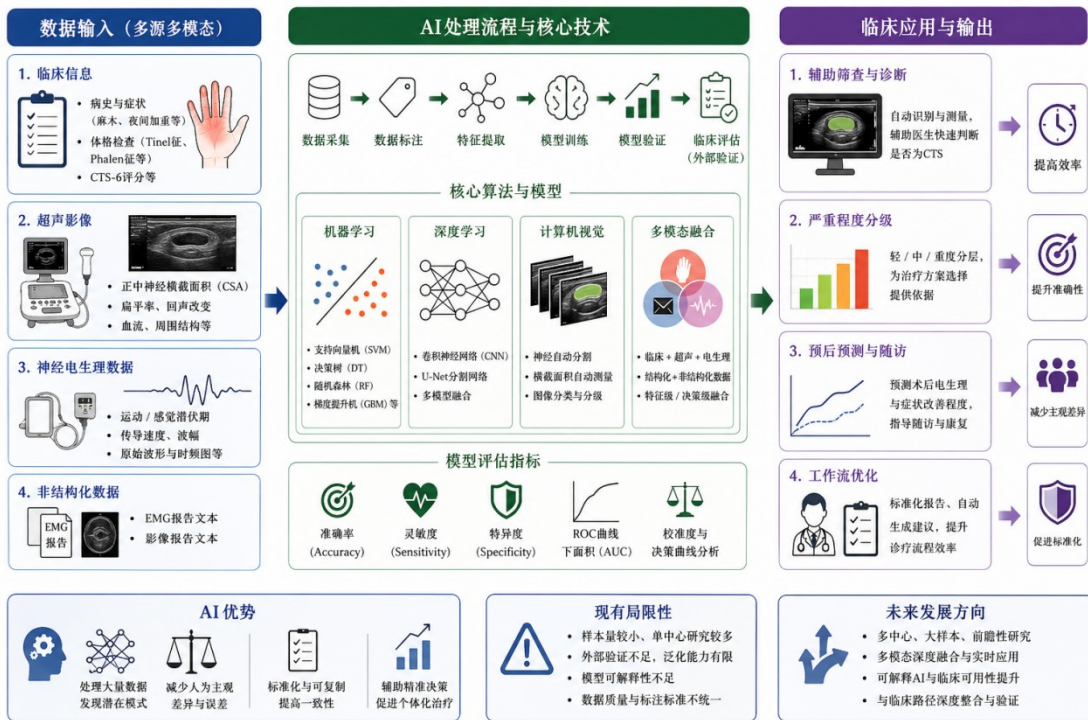 数据输入（多源多模态）
1. 临床信息
• 病史与症状
（麻木、夜间加重等）
• 体格检查（Tinel征、
Phalen征等）
• CTS-6评分等
2. 超声影像
• 正中神经横截面积（CSA）
• 扁平率、回声改变
• 血流、周围结构等
3. 神经电生理数据
• 运动 / 感觉潜伏期
• 传导速度、波幅
• 原始波形与时频图等
4. 非结构化数据
EMG
报告
• EMG报告文本
• 影像报告文本
AI处理流程与核心技术
数据采集
数据标注
特征提取
模型训练
模型验证
临床评估
（外部验证）
核心算法与模型
机器学习
• 支持向量机（SVM）
• 决策树（DT）
• 随机森林（RF）
• 梯度提升机（GBM）等
深度学习
• 卷积神经网络（CNN）
• U-Net分割网络
• 多模型融合
计算机视觉
• 神经自动分割
• 横截面积自动测量
• 图像分类与分级
多模态融合
• 临床 + 超声 + 电生理
• 结构化+非结构化数据
• 特征级 / 决策级融合
模型评估指标
准确率
(Accuracy)
灵敏度
(Sensitivity)
特异度
(Specificity)
ROC曲线
下面积 (AUC)
校准度与
决策曲线分析
临床应用与输出
1. 辅助筛查与诊断
自动识别与测量，
辅助医生快速判断
是否为CTS
提高效率
2. 严重程度分级
轻 / 中 / 重度分层，
为治疗方案选择
提供依据
提升准确性
3. 预后预测与随访
预测术后电生理
与症状改善程度，
指导随访与康复
减少主观差异
4. 工作流优化
标准化报告、自动
生成建议，提升
诊疗流程效率
促进标准化
AI 优势
处理大量数据
发现潜在模式
减少人为主观
差异与误差
标准化与可复制
提高一致性
辅助精准决策
促进个体化治疗
现有局限性
• 样本量较小、单中心研究较多
• 外部验证不足，泛化能力有限
• 模型可解释性不足
• 数据质量与标注标准不统一
未来发展方向
• 多中心、大样本、前瞻性研究
• 多模态深度融合与实时应用
• 可解释AI与临床可用性提升
• 与临床路径深度整合与验证